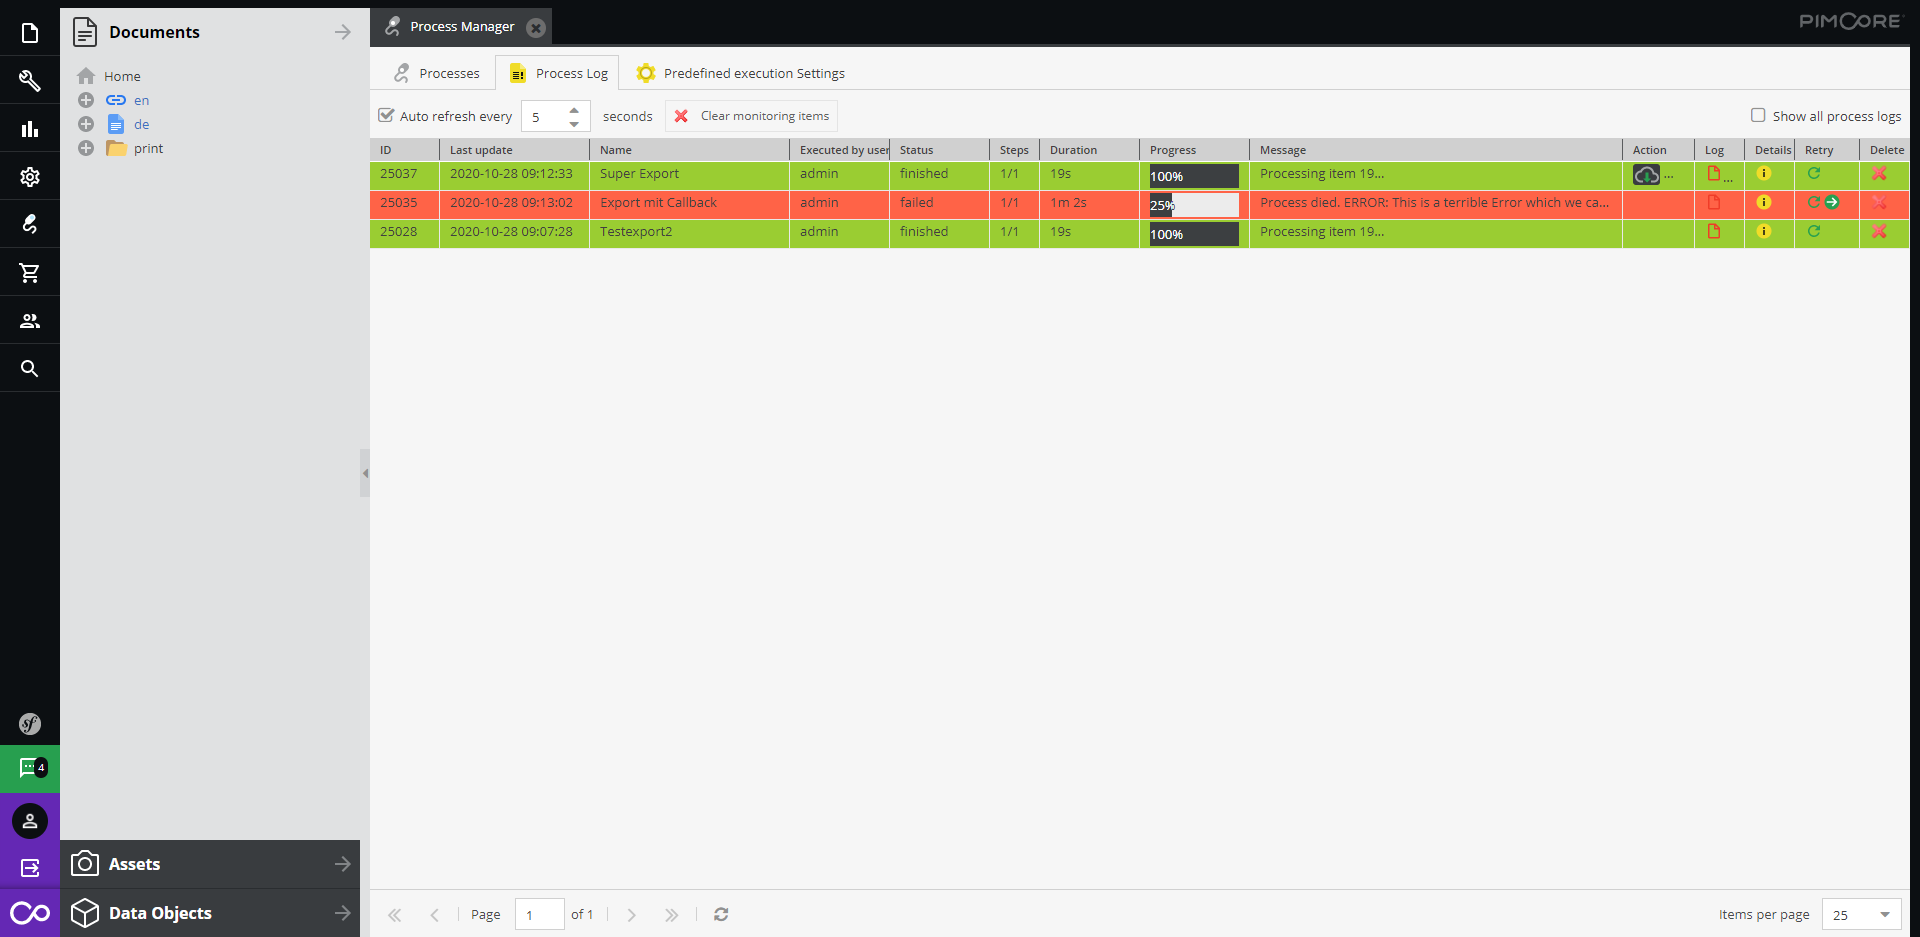 Documents
Home
en
de
print
Assets
Data Objects
4
sf
Process Manager
PIMCORE
Processes
Process Log
Predefined execution Settings
Auto refresh every 5 seconds
Clear monitoring items
Show all process logs
ID Last update Name Executed by user Status Steps Duration Progress Message Action Log Details Retry Delete
25037 2020-10-28 09:12:33 Super Export admin finished 1/1 19s 100% Processing item 19... ... ...
25035 2020-10-28 09:13:02 Export mit Callback admin failed 1/1 1m 2s 25% Process died. ERROR: This is a terrible Error which we ca...
25028 2020-10-28 09:07:28 Testexport2 admin finished 1/1 19s 100% Processing item 19...
Page 1 of 1
Items per page 25